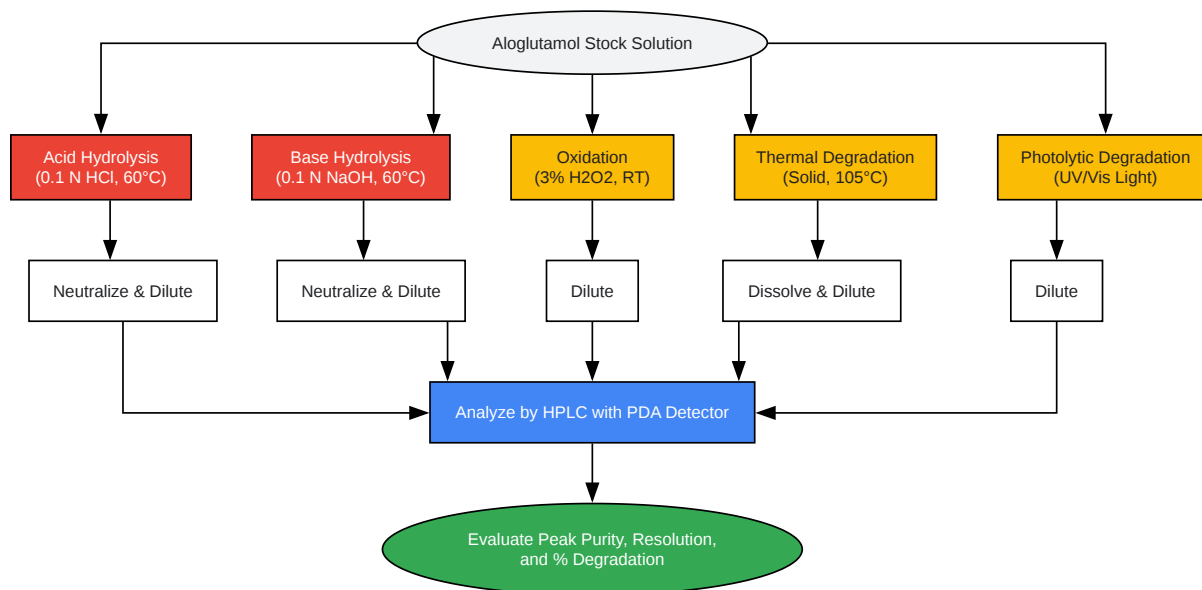 Aloglutamol Stock Solution
Acid Hydrolysis
(0.1 N HCl, 60°C)
Base Hydrolysis
(0.1 N NaOH, 60°C)
Oxidation
(3% H2O2, RT)
Thermal Degradation
(Solid, 105°C)
Photolytic Degradation
(UV/Vis Light)
Neutralize & Dilute
Neutralize & Dilute
Dilute
Dissolve & Dilute
Dilute
Analyze by HPLC with PDA Detector
Evaluate Peak Purity, Resolution,
and % Degradation